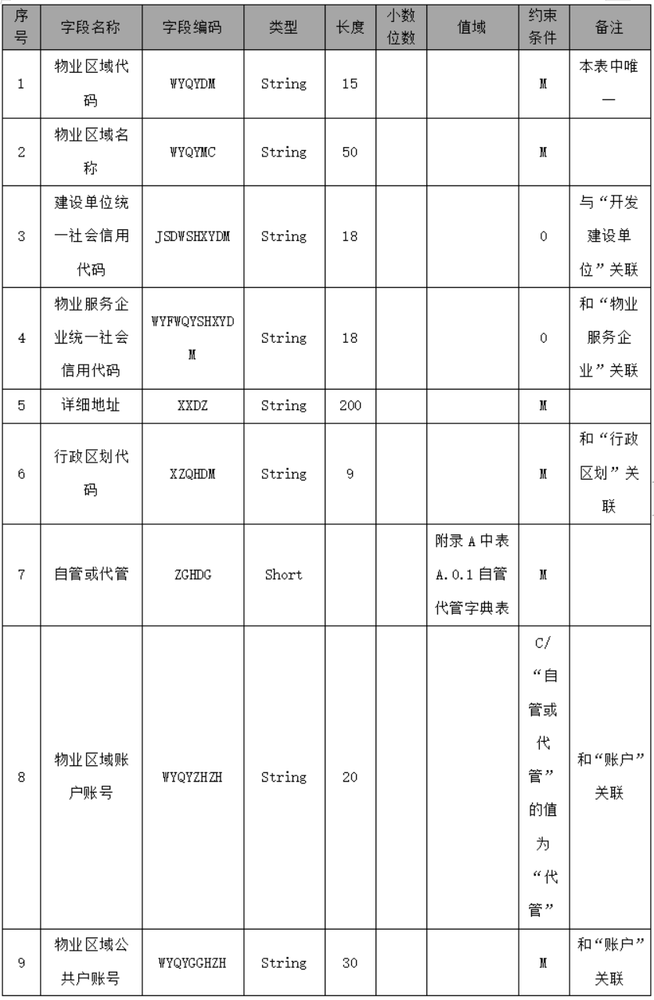 序号 字段名称 字段编码 类型 长度 小数位数 值域 约束条件 备注
1 物业区域代码 WYQYDM String 15 M 本表中唯一
2 物业区域名称 WYQYMC String 50 M
3 建设单位统一社会信用代码 JSDWSHXYDM String 18 O 与“开发建设单位”关联
4 物业服务企业统一社会信用代码 WYFWQYSHXYDM String 18 O 和“物业服务企业”关联
5 详细地址 XXDZ String 200 M
6 行政区划代码 XZQHDM String 9 M 和“行政区划”关联
7 自管或代管 ZGHDG Short 附录 A 中表 A.0.1 自管代管字典表 M
8 物业区域账户账号 WYQYZHZH String 20 C/“自管或代管”的值为“代管” 和“账户”关联
9 物业区域公共户账号 WYQYGGHZH String 30 M 和“账户”关联